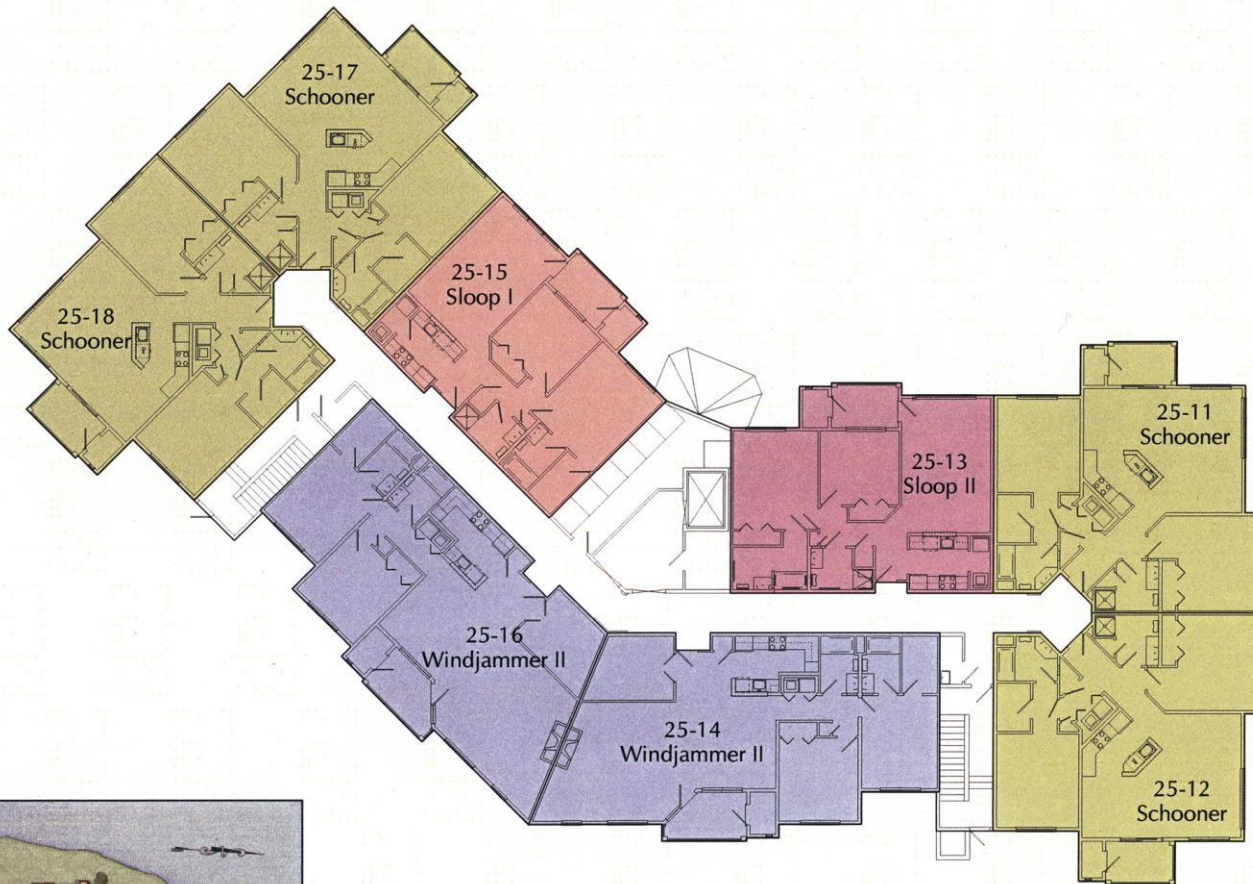 25-17
Schooner
25-15
Sloop I
25-18
Schooner
25-11
Schooner
25-13
Sloop II
25-16
Windjammer II
25-14
Windjammer II
25-12
Schooner